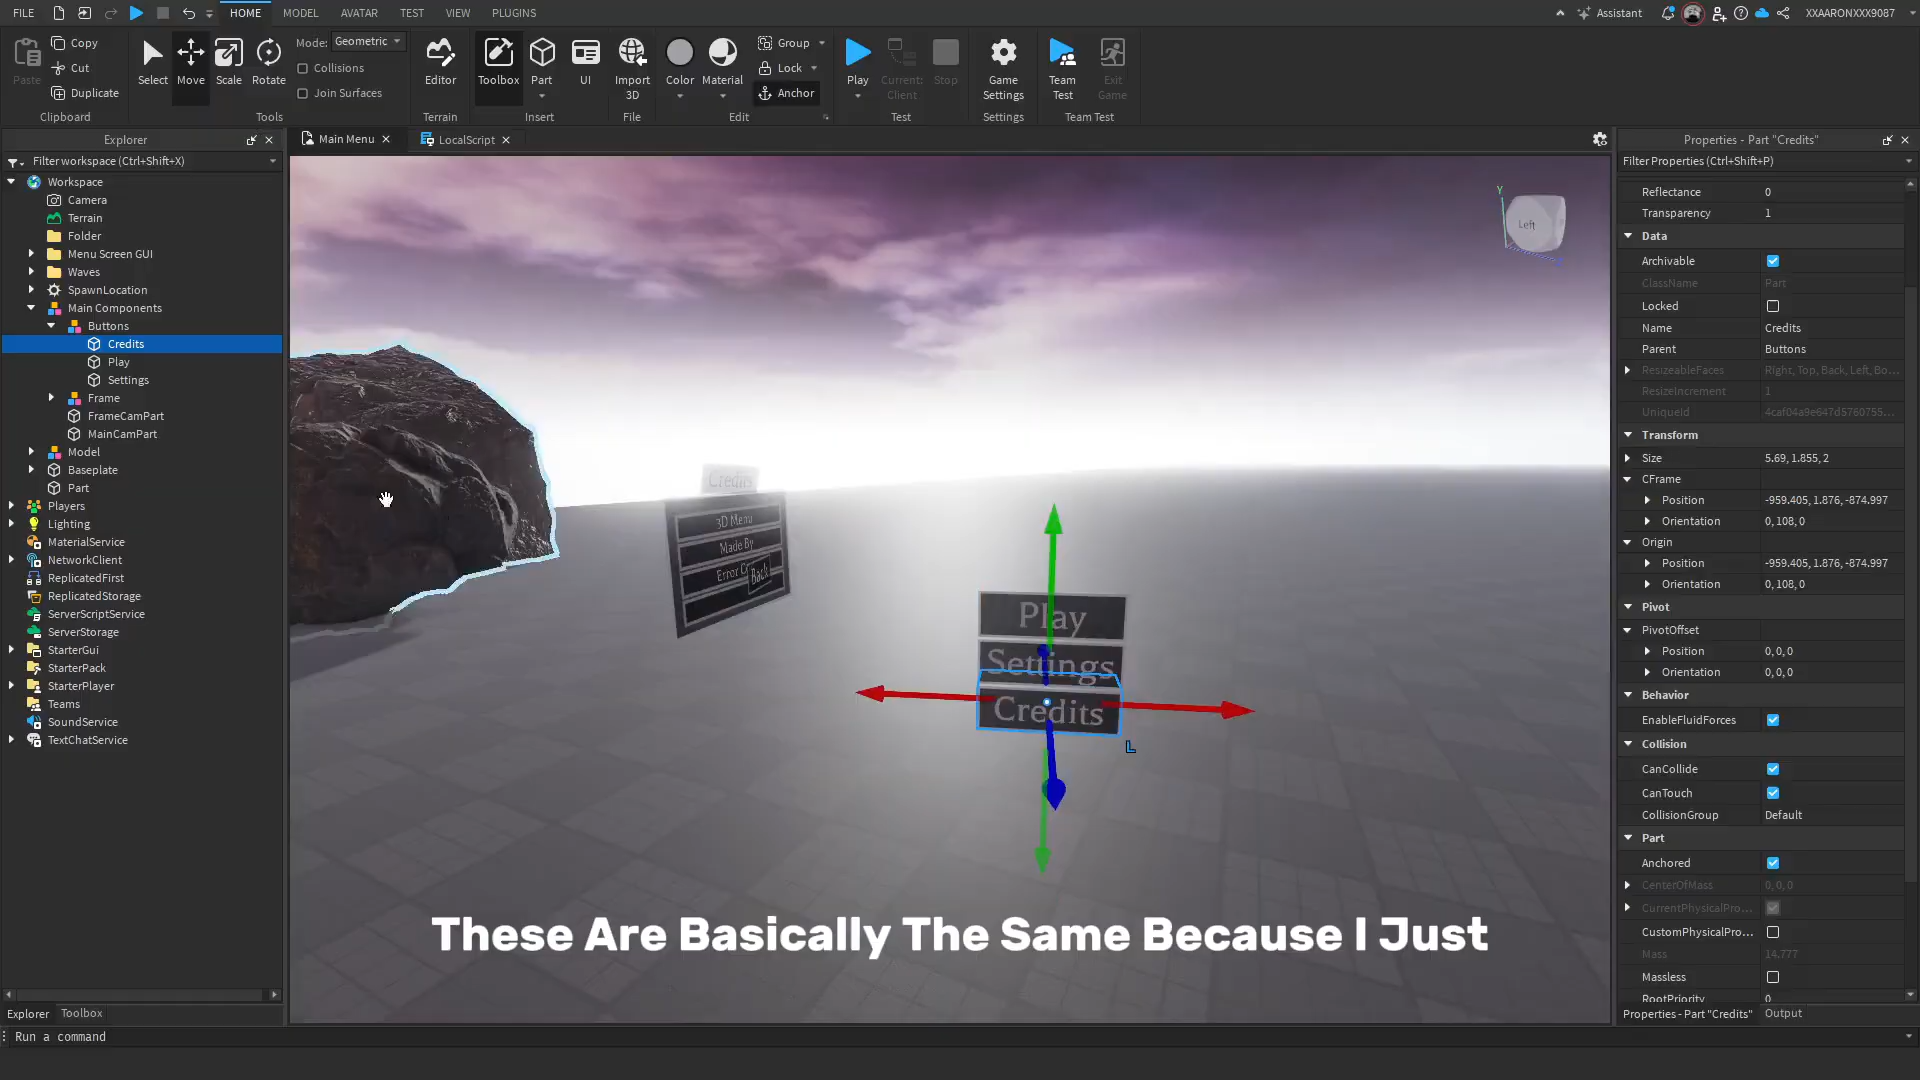 FILE HOME MODEL AVATAR TEST VIEW PLUGINS Assistant XXAARONXXX9087
Paste Copy Cut Duplicate Clipboard
Select Move Scale Rotate Mode: Geometric Collisions Join Surfaces Tools
Editor Terrain
Toolbox Part UI Insert
Import 3D File
Color Material Group Lock Anchor Edit
Play Current: Client Stop Test
Game Settings Settings
Team Test Exit Game Team Test
Explorer
Filter workspace (Ctrl+Shift+X)
Workspace
Camera
Terrain
Folder
Menu Screen GUI
Waves
SpawnLocation
Main Components
Buttons
Credits
Play
Settings
Frame
FrameCamPart
MainCamPart
Model
Baseplate
Part
Players
Lighting
MaterialService
NetworkClient
ReplicatedFirst
ReplicatedStorage
ServerScriptService
ServerStorage
StarterGui
StarterPack
StarterPlayer
Teams
SoundService
TextChatService
Explorer Toolbox
Run a command
Main Menu LocalScript
Y
Left
Credits
3D Menu
Made By
Back
Play
Settings
Credits
L
These Are Basically The Same Because I Just
Properties - Part "Credits"
Filter Properties (Ctrl+Shift+P)
Reflectance 0
Transparency 1
Data
Archivable
ClassName Part
Locked
Name Credits
Parent Buttons
ResizeableFaces Right, Top, Back, Left, Bo...
ResizeIncrement 1
UniqueId 4caf04a9e647d5760755...
Transform
Size 5.69, 1.855, 2
CFrame
Position -959.405, 1.876, -874.997
Orientation 0, 108, 0
Origin
Position -959.405, 1.876, -874.997
Orientation 0, 108, 0
Pivot
PivotOffset
Position 0, 0, 0
Orientation 0, 0, 0
Behavior
EnableFluidForces
Collision
CanCollide
CanTouch
CollisionGroup Default
Part
Anchored
CenterOfMass 0, 0, 0
CurrentPhysicalPro...
CustomPhysicalPro...
Mass 14.777
Massless
RootPriority 0
Properties - Part "Credits" Output